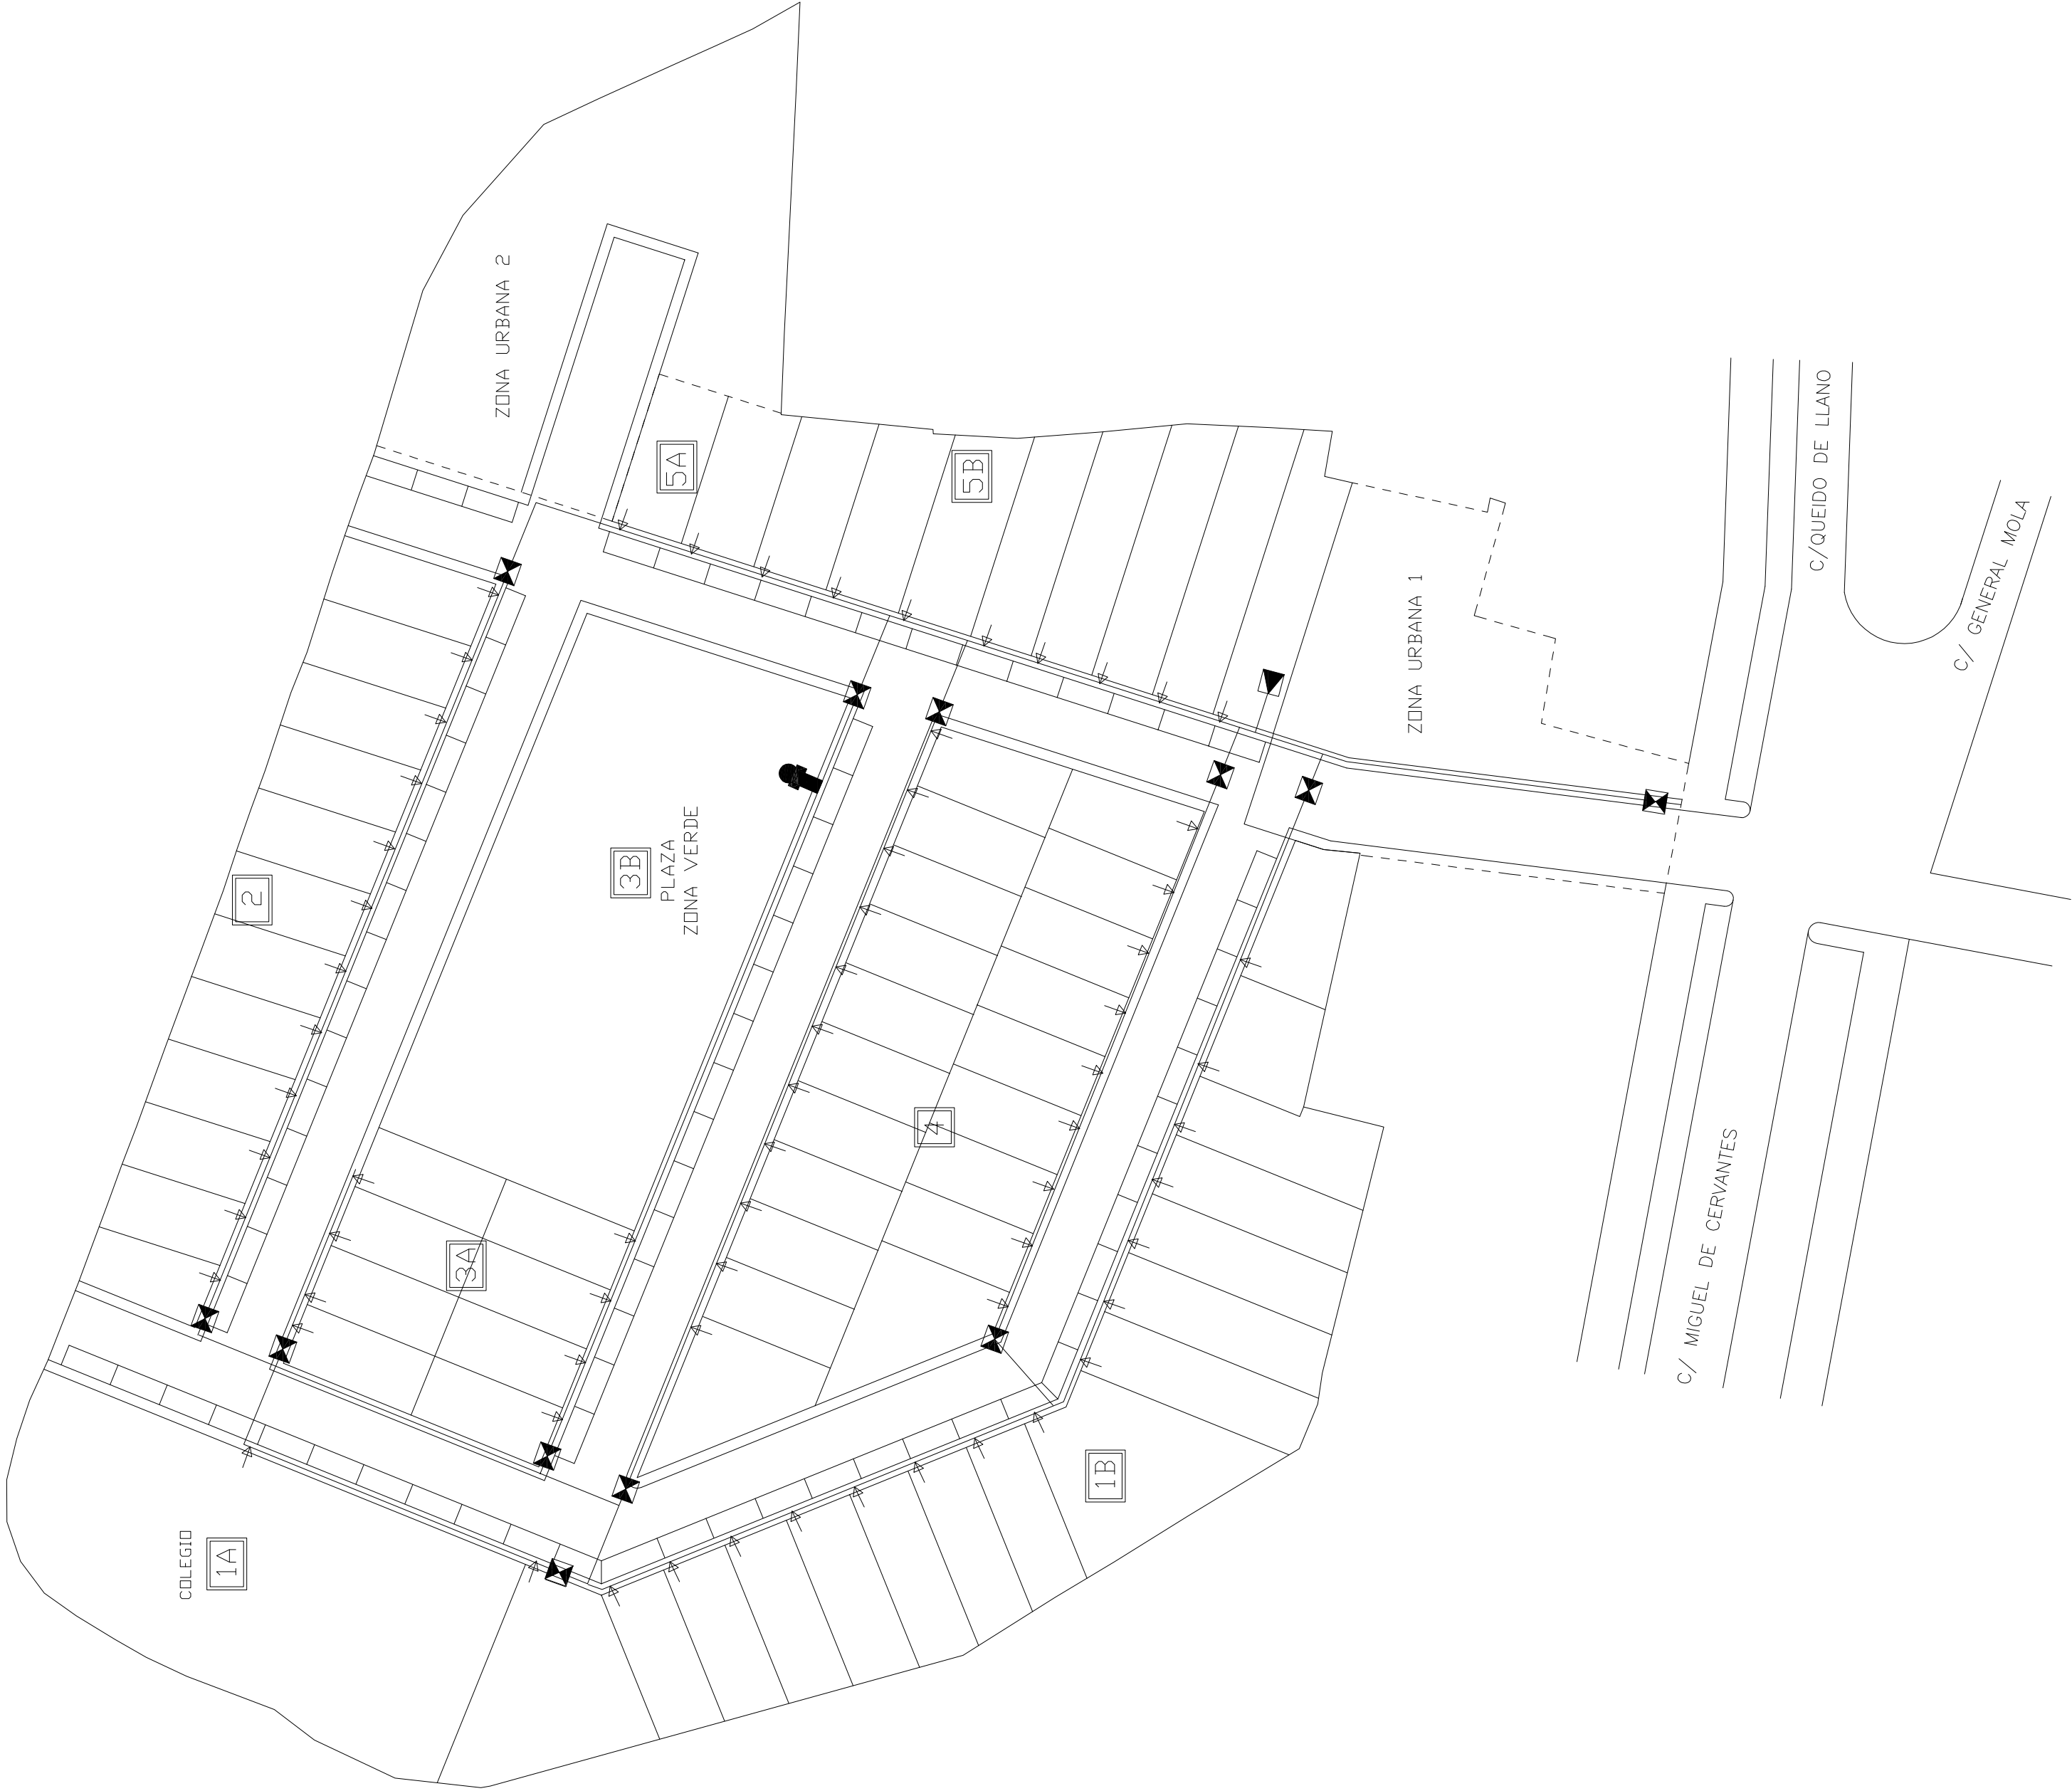 ZONA URBANA 2
5A
5B
C/QUEIDO DE LLANO
C/ GENERAL MOLA
ZONA URBANA 1
2
3B
PLAZA
ZONA VERDE
4
3A
C/ MIGUEL DE CERVANTES
1B
COLEGIO
1A